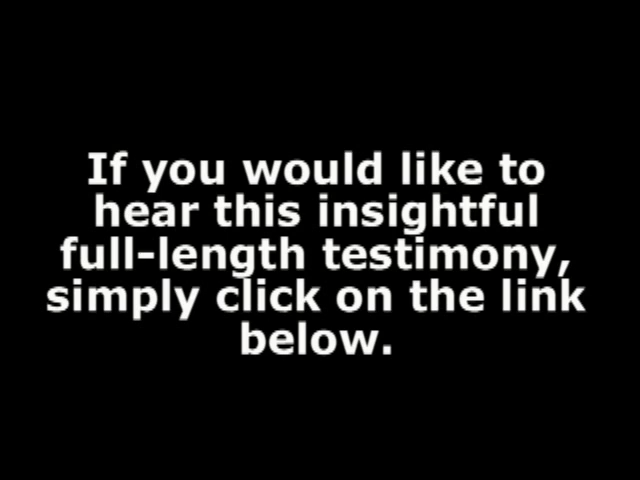 If you would like to
hear this insightful
full-length testimony,
simply click on the link
below.